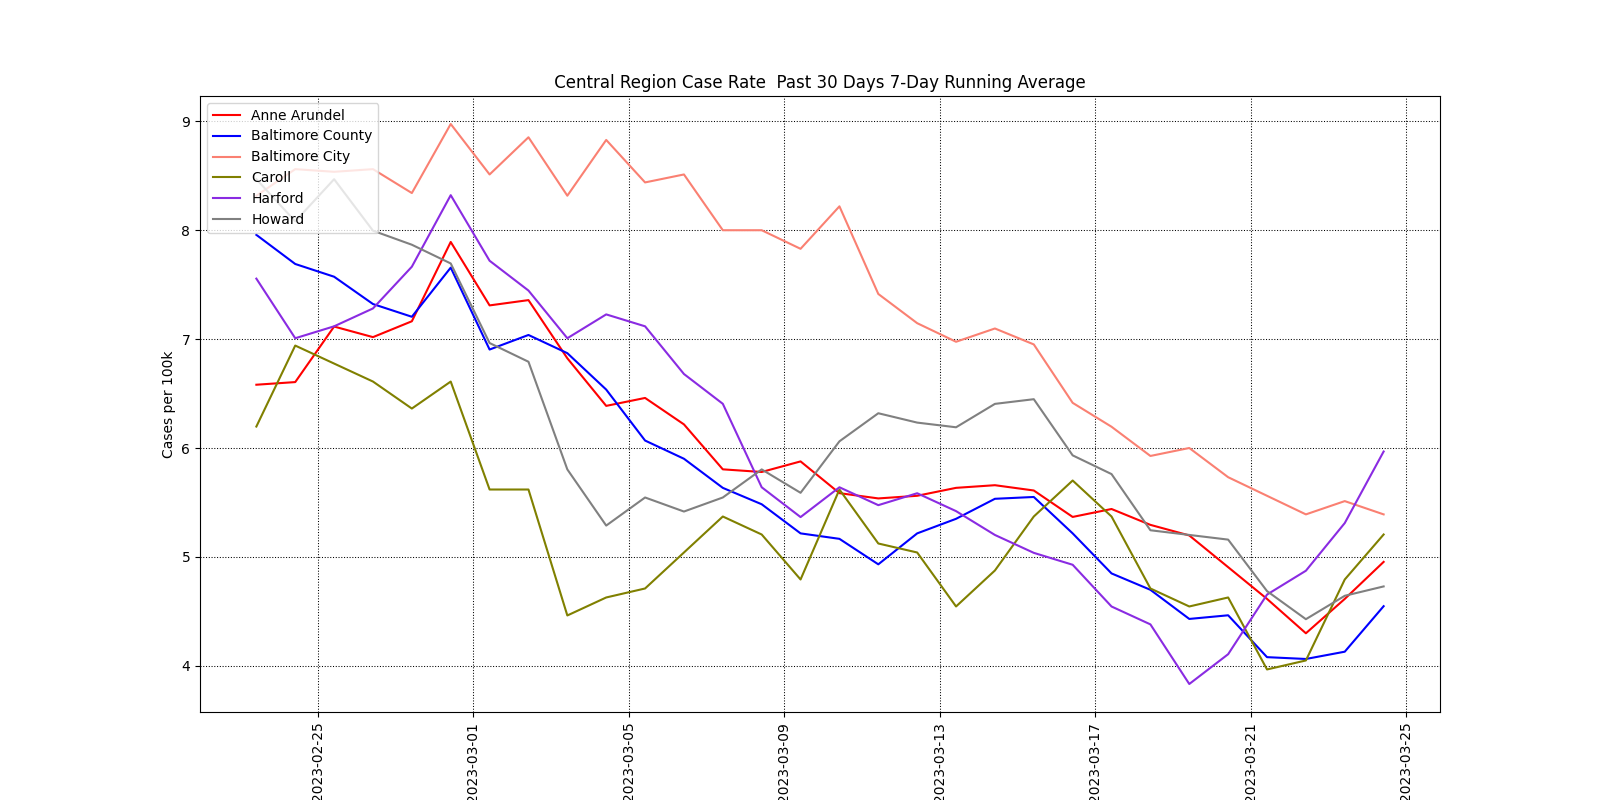 Central Region Case Rate  Past 30 Days 7-Day Running Average
Anne Arundel
Baltimore County
Baltimore City
Caroll
Harford
Howard
9
8
7
6
5
4
Cases per 100k
2023-02-25
2023-03-01
2023-03-05
2023-03-09
2023-03-13
2023-03-17
2023-03-21
2023-03-25